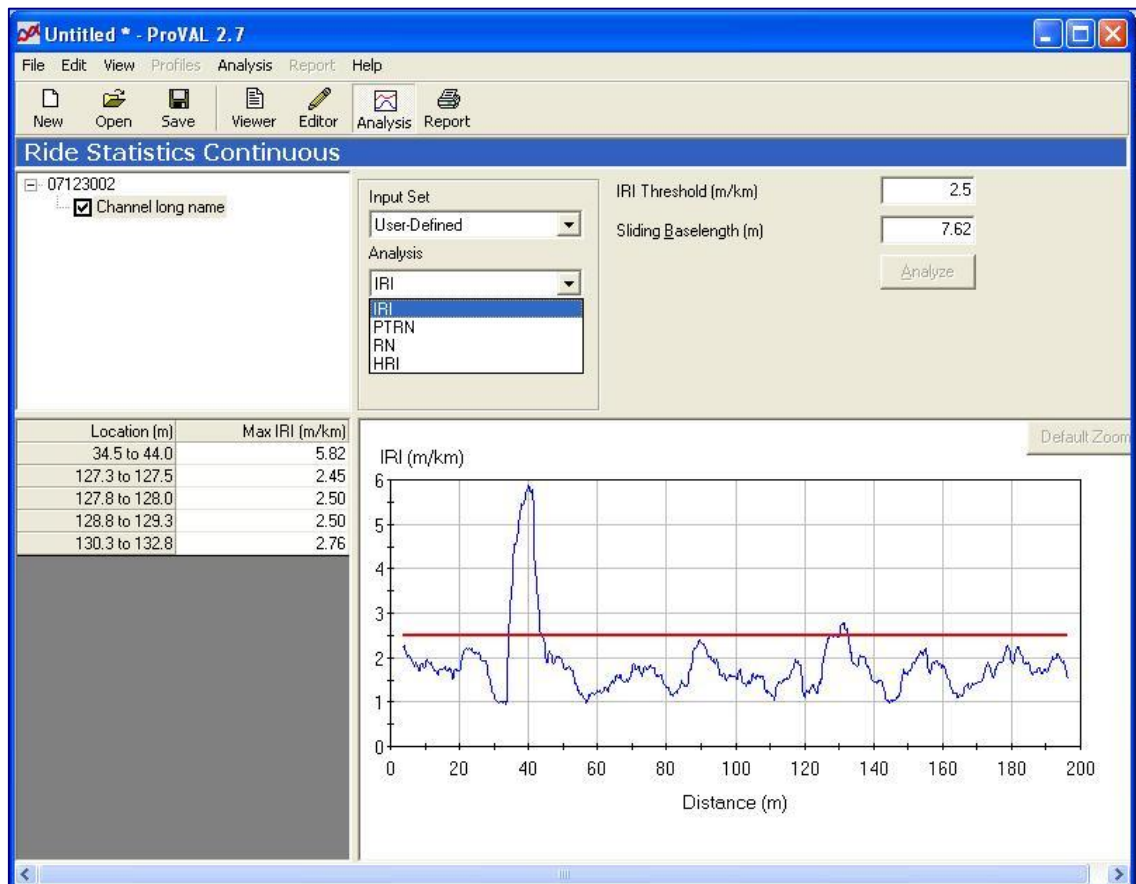 Untitled * - ProVAL 2.7
File Edit View Profiles Analysis Report Help
New Open Save Viewer Editor Analysis Report
Ride Statistics Continuous
07123002
Channel long name
Input Set
User-Defined
Analysis
IRI
IRI
PTRN
RN
HRI
IRI Threshold (m/km) 2.5
Sliding Baselength (m) 7.62
Analyze
Location (m) Max IRI (m/km)
34.5 to 44.0 5.82
127.3 to 127.5 2.45
127.8 to 128.0 2.50
128.8 to 129.3 2.50
130.3 to 132.8 2.76
Default Zoom
IRI (m/km)
6
5
4
3
2
1
0
0 20 40 60 80 100 120 140 160 180 200
Distance (m)